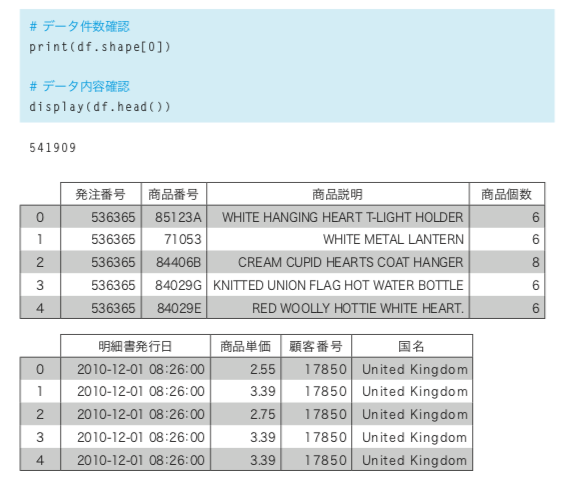 # データ件数確認
print(df.shape[0])
# データ内容確認
display(df.head())
541909
発注番号 商品番号 商品説明 商品個数
0 536365 85123A WHITE HANGING HEART T-LIGHT HOLDER 6
1 536365 71053 WHITE METAL LANTERN 6
2 536365 84406B CREAM CUPID HEARTS COAT HANGER 8
3 536365 84029G KNITTED UNION FLAG HOT WATER BOTTLE 6
4 536365 84029E RED WOOLLY HOTTIE WHITE HEART. 6
明細書発行日 商品単価 顧客番号 国名
0 2010-12-01 08:26:00 2.55 17850 United Kingdom
1 2010-12-01 08:26:00 3.39 17850 United Kingdom
2 2010-12-01 08:26:00 2.75 17850 United Kingdom
3 2010-12-01 08:26:00 3.39 17850 United Kingdom
4 2010-12-01 08:26:00 3.39 17850 United Kingdom